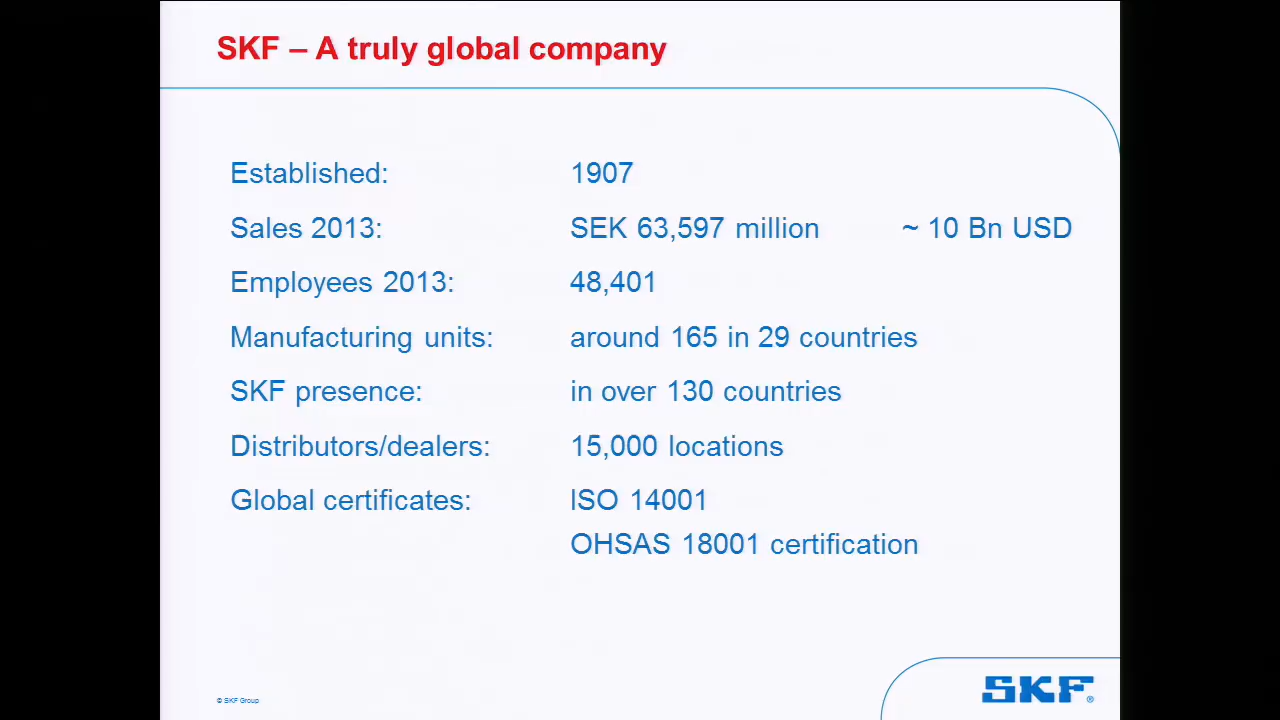 SKF – A truly global company
Established: 1907
Sales 2013: SEK 63,597 million ~ 10 Bn USD
Employees 2013: 48,401
Manufacturing units: around 165 in 29 countries
SKF presence: in over 130 countries
Distributors/dealers: 15,000 locations
Global certificates: ISO 14001
OHSAS 18001 certification
© SKF Group
SKF®